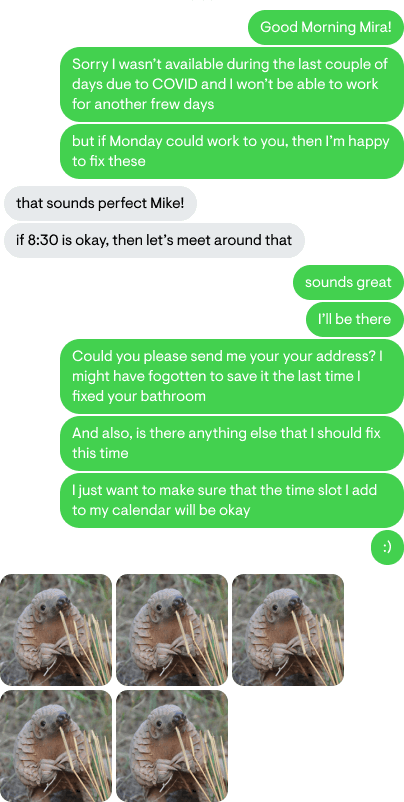 Good Morning Mira!
Sorry I wasn't available during the last couple of
days due to COVID and I won't be able to work
for another frew days
but if Monday could work to you, then I'm happy
to fix these
that sounds perfect Mike!
if 8:30 is okay, then let's meet around that
sounds great
I'll be there
Could you please send me your your address? I
might have fogotten to save it the last time I
fixed your bathroom
And also, is there anything else that I should fix
this time
I just want to make sure that the time slot I add
to my calendar will be okay
:)